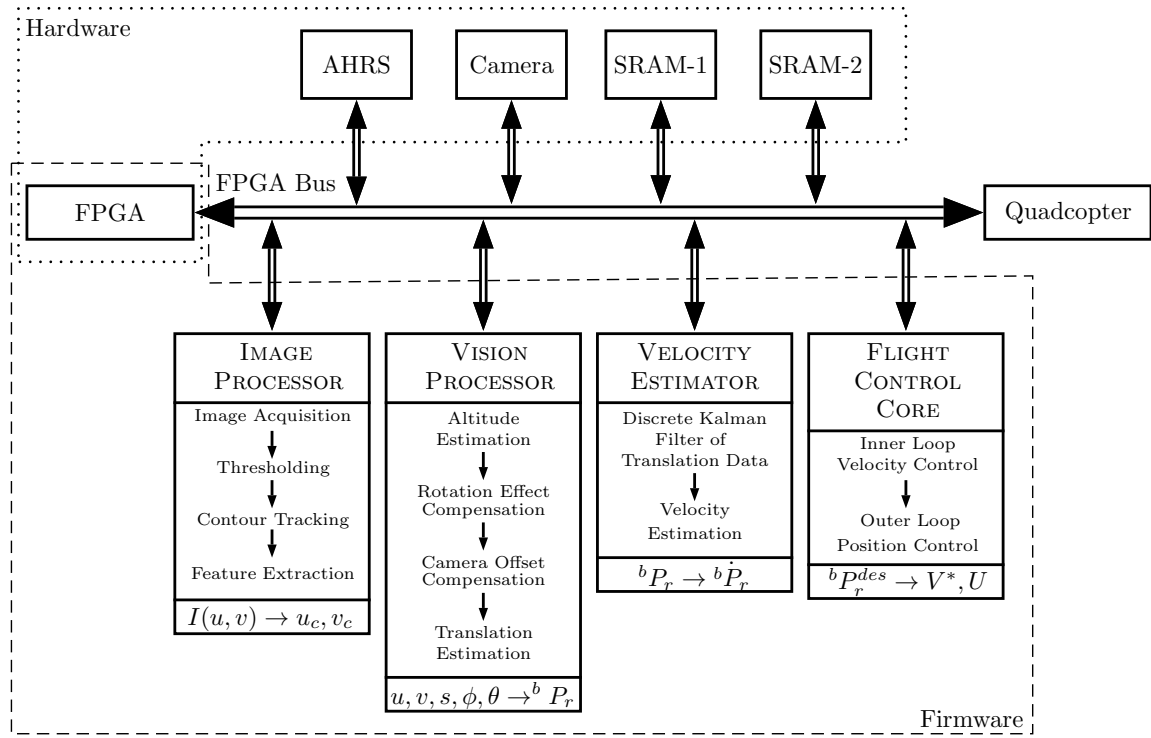 Hardware
AHRS
Camera
SRAM-1
SRAM-2
FPGA Bus
FPGA
Quadcopter
IMAGE
PROCESSOR
Image Acquisition
Thresholding
Contour Tracking
Feature Extraction
I(u, v) → u_c, v_c
VISION
PROCESSOR
Altitude
Estimation
Rotation Effect
Compensation
Camera Offset
Compensation
Translation
Estimation
u, v, s, ϕ, θ →^b P_r
VELOCITY
ESTIMATOR
Discrete Kalman
Filter of
Translation Data
Velocity
Estimation
^bP_r → ^bṖ_r
FLIGHT
CONTROL
CORE
Inner Loop
Velocity Control
Outer Loop
Position Control
^bP_r^{des} → V^*, U
Firmware